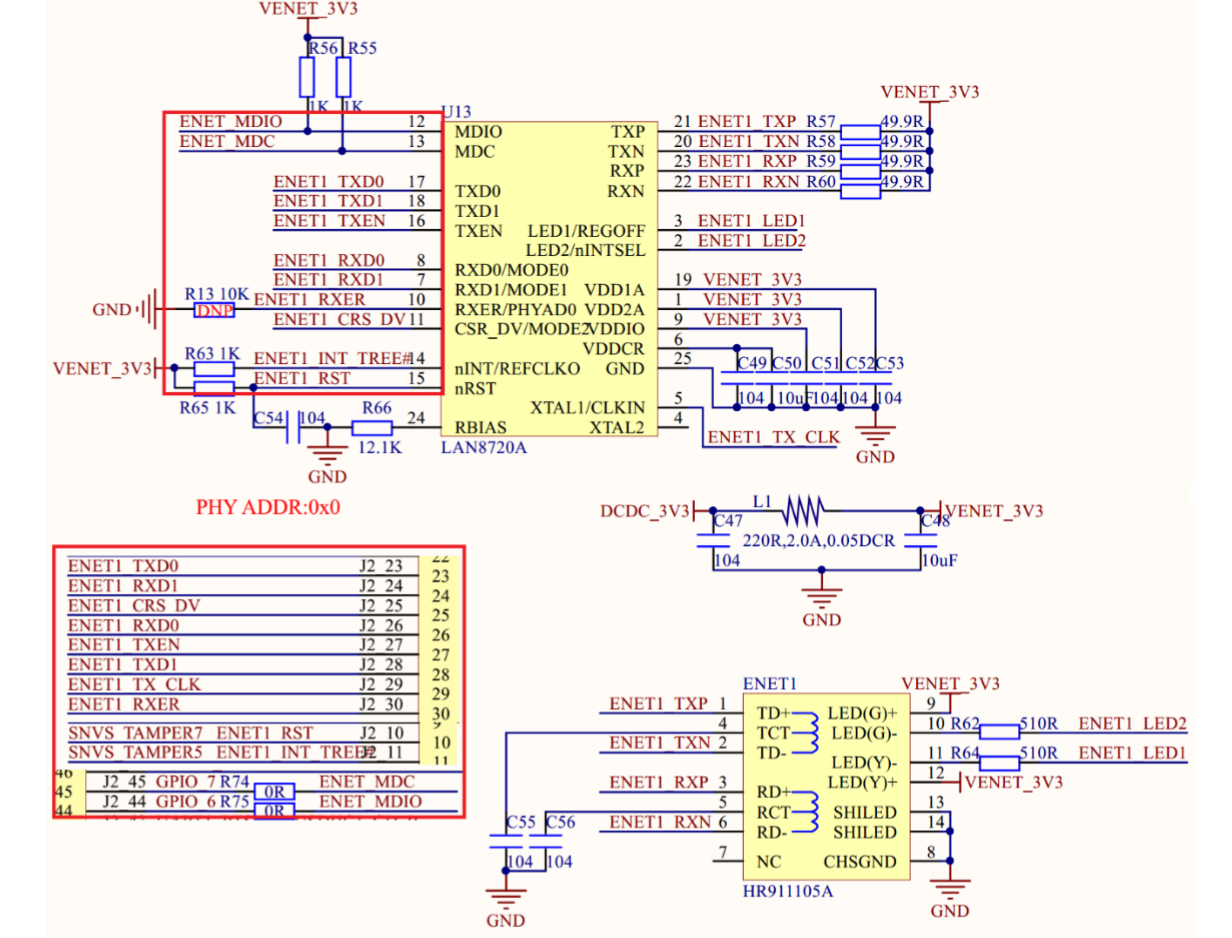 VENET_3V3
R56 R55
1K 1K
VENET_3V3
U13
ENET_MDIO 12 MDIO TXP 21 ENET1_TXP R57 49.9R
ENET_MDC 13 MDC TXN 20 ENET1_TXN R58 49.9R
RXP 23 ENET1_RXP R59 49.9R
ENET1_TXD0 17 TXD0 RXN 22 ENET1_RXN R60 49.9R
ENET1_TXD1 18 TXD1
ENET1_TXEN 16 TXEN LED1/REGOFF 3 ENET1_LED1
LED2/nINTSEL 2 ENET1_LED2
ENET1_RXD0 8 RXD0/MODE0
ENET1_RXD1 7 RXD1/MODE1 VDD1A 19 VENET_3V3
GND R13 10K DNP ENET1_RXER 10 RXER/PHYAD0 VDD2A 1 VENET_3V3
ENET1_CRS_DV 11 CSR_DV/MODE2 VDDIO 9 VENET_3V3
VDDCR 6
VENET_3V3 R63 1K ENET1_INT_TREE# 14 nINT/REFCLKO GND 25 C49 C50 C51 C52 C53
ENET1_RST 15 nRST
104 10uF 104 104 104
R65 1K
XTAL1/CLKIN 5
C54 104 R66 24 RBIAS XTAL2 4
ENET1_TX_CLK
12.1K LAN8720A
GND
GND
PHY ADDR:0x0
DCDC_3V3 L1 VENET_3V3
C47 C48
220R,2.0A,0.05DCR
104 10uF
GND
22
ENET1_TXD0 J2_23 23
ENET1_RXD1 J2_24 24
ENET1_CRS_DV J2_25 25
ENET1_RXD0 J2_26 26
ENET1_TXEN J2_27 27
ENET1_TXD1 J2_28 28
ENET1_TX_CLK J2_29 29
ENET1_RXER J2_30 30
9
SNVS_TAMPER7 ENET1_RST J2_10 10
SNVS_TAMPER5 ENET1_INT_TREE# J2_11 11
46
45 J2_45 GPIO_7 R74 0R ENET_MDC
44 J2_44 GPIO_6 R75 0R ENET_MDIO
ENET1 VENET_3V3
ENET1_TXP 1 TD+ LED(G)+ 9
4 TCT LED(G)- 10 R62 510R ENET1_LED2
ENET1_TXN 2 TD-
LED(Y)- 11 R64 510R ENET1_LED1
ENET1_RXP 3 RD+ LED(Y)+ 12 VENET_3V3
5 RCT SHILED 13
ENET1_RXN 6 RD- SHILED 14
C55 C56
104 104
7 NC CHSGND 8
HR911105A
GND
GND